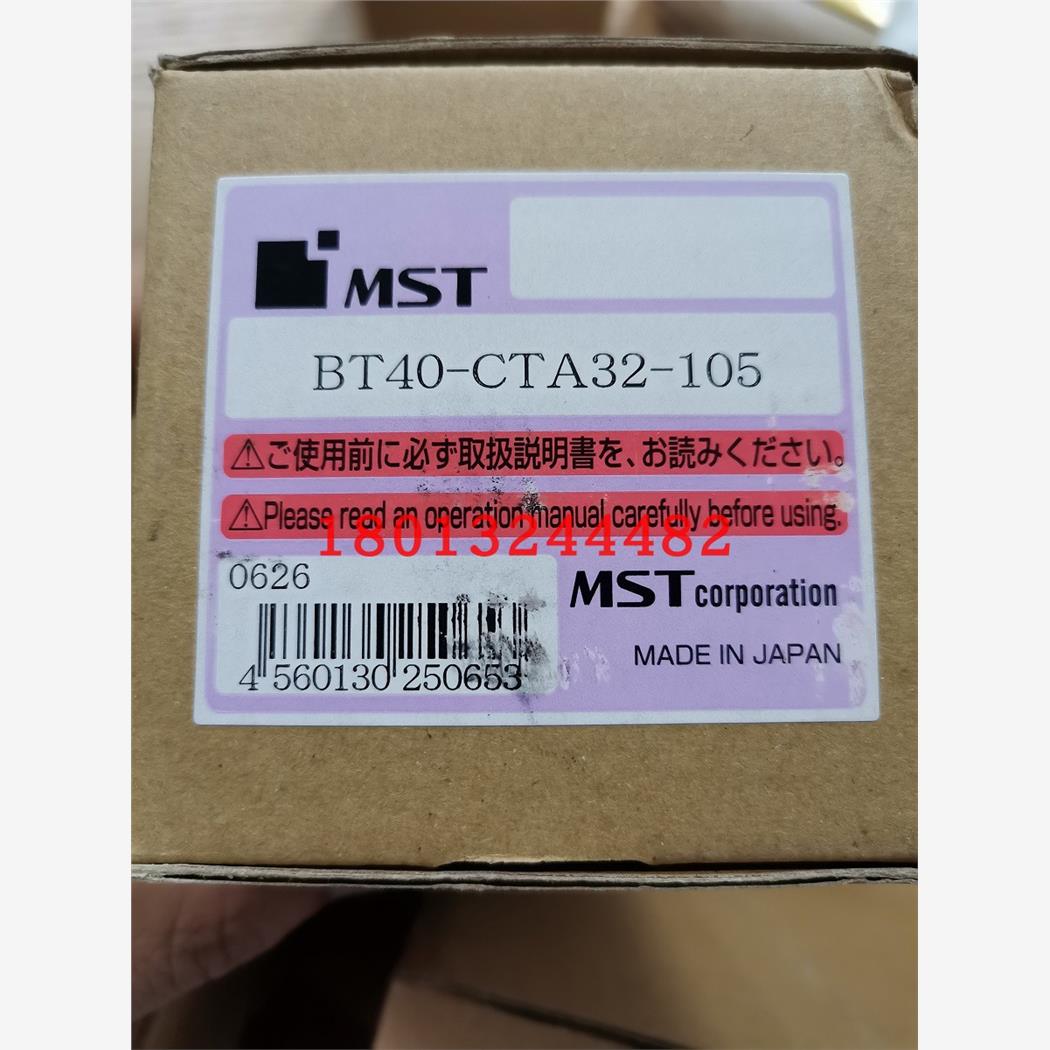 MST
BT40-CTA32-105
⚠ご使用前に必ず取扱説明書を、お読みください。
⚠Please read an operation manual carefully before using.
18013244482
0626
MST corporation
4 560130 250653
MADE IN JAPAN